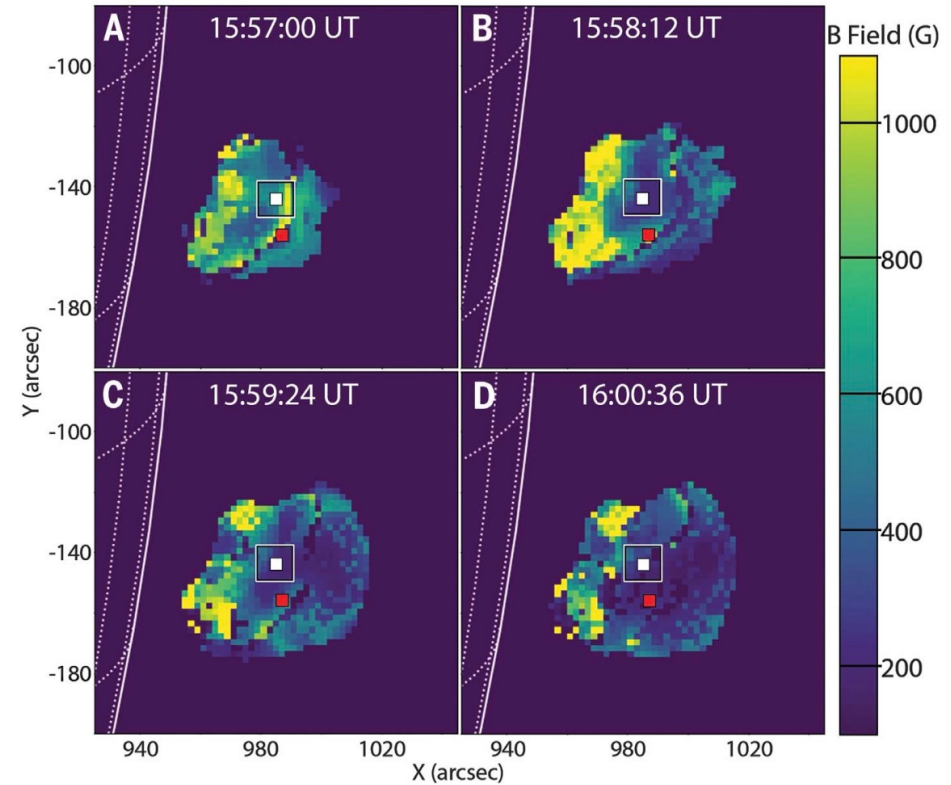 A
15:57:00 UT
B
15:58:12 UT
B Field (G)
-100
-140
-180
1000
800
600
400
200
C
15:59:24 UT
D
16:00:36 UT
-100
-140
-180
Y (arcsec)
940
980
1020
940
980
1020
X (arcsec)